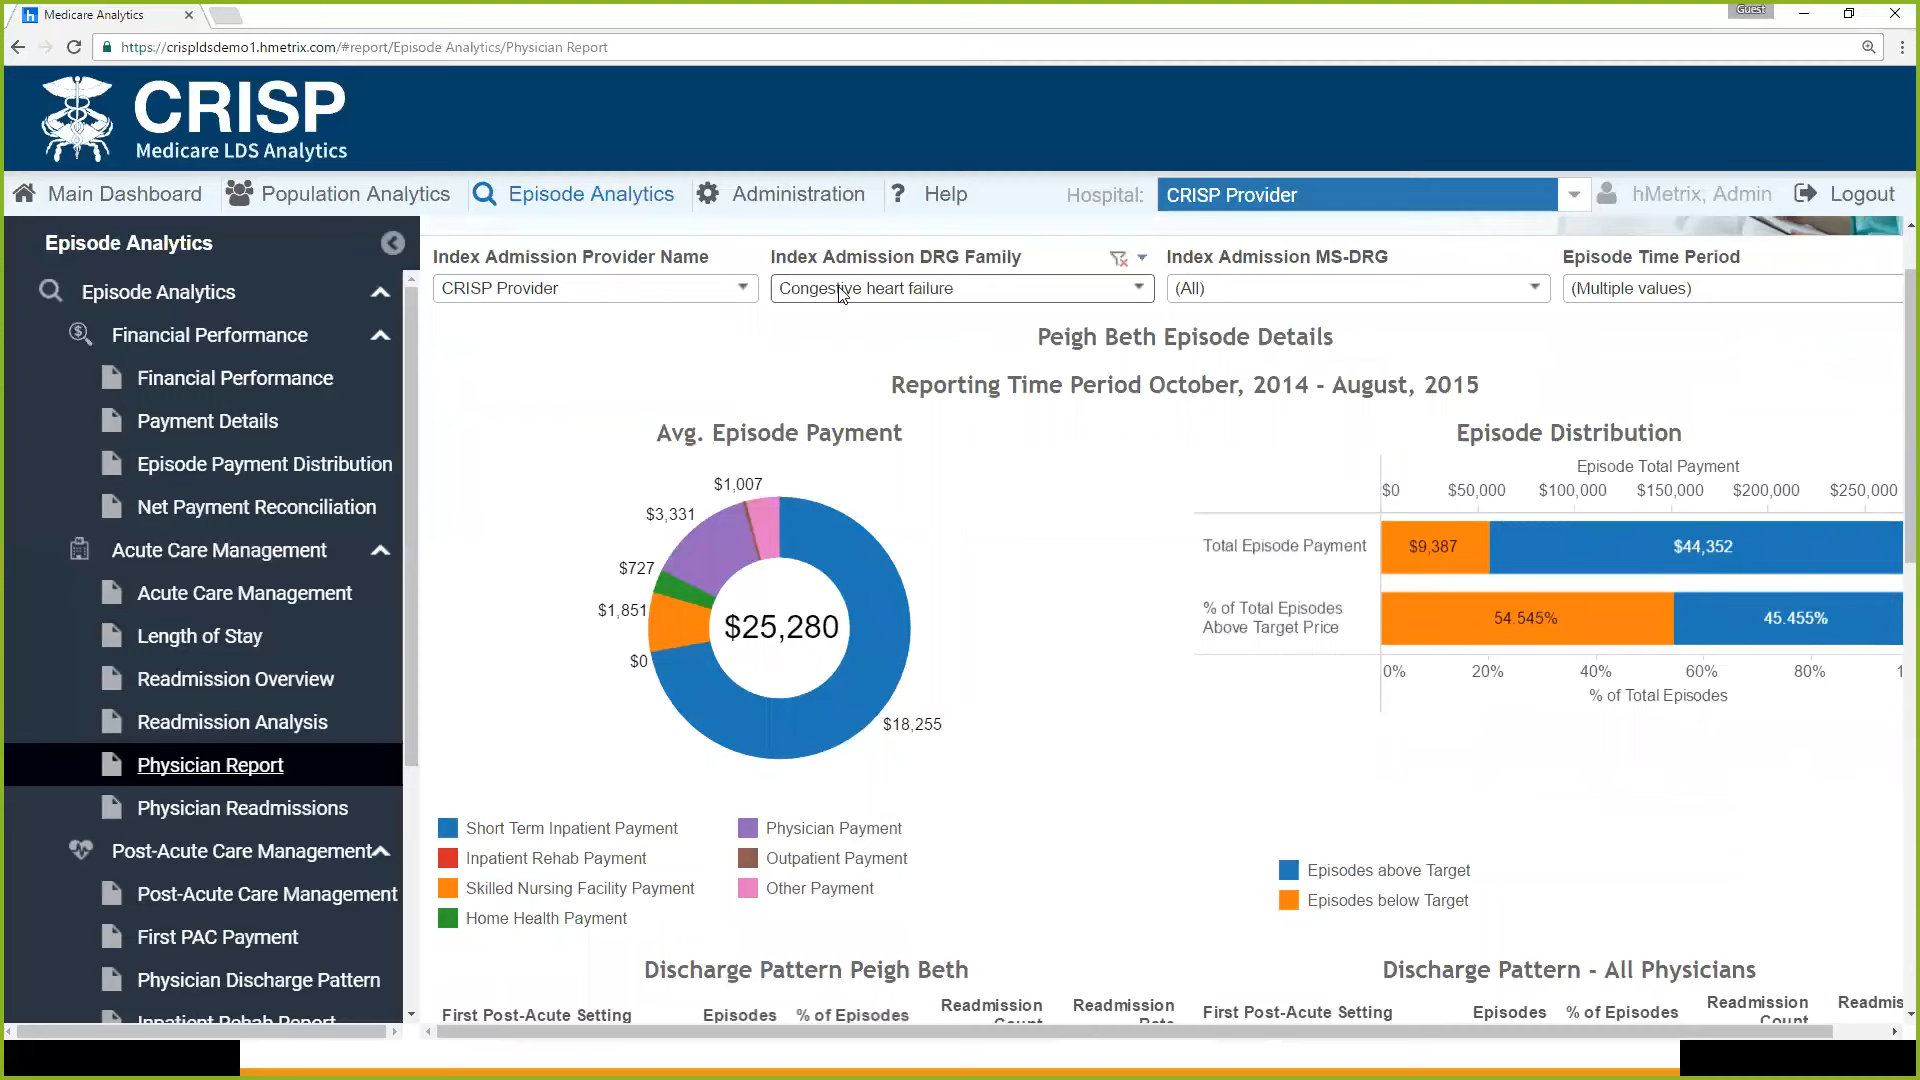 Medicare Analytics
Guest
https://crispldsdemo1.hmetrix.com/#report/Episode Analytics/Physician Report
CRISP
Medicare LDS Analytics
Main Dashboard
Population Analytics
Episode Analytics
Administration
? Help
Hospital:
CRISP Provider
hMetrix, Admin
Logout
Episode Analytics
Episode Analytics
Financial Performance
Financial Performance
Payment Details
Episode Payment Distribution
Net Payment Reconciliation
Acute Care Management
Acute Care Management
Length of Stay
Readmission Overview
Readmission Analysis
Physician Report
Physician Readmissions
Post-Acute Care Management
Post-Acute Care Management
First PAC Payment
Physician Discharge Pattern
Inpatient Rehab Report
Index Admission Provider Name
CRISP Provider
Index Admission DRG Family
Congestive heart failure
Index Admission MS-DRG
(All)
Episode Time Period
(Multiple values)
Peigh Beth Episode Details
Reporting Time Period October, 2014 - August, 2015
Avg. Episode Payment
$1,007
$3,331
$727
$1,851
$0
$25,280
$18,255
Short Term Inpatient Payment
Inpatient Rehab Payment
Skilled Nursing Facility Payment
Home Health Payment
Physician Payment
Outpatient Payment
Other Payment
Episode Distribution
Episode Total Payment
$0 $50,000 $100,000 $150,000 $200,000 $250,000
Total Episode Payment
$9,387
$44,352
% of Total Episodes
Above Target Price
54.545%
45.455%
0% 20% 40% 60% 80% 1
% of Total Episodes
Episodes above Target
Episodes below Target
Discharge Pattern Peigh Beth
First Post-Acute Setting
Episodes
% of Episodes
Readmission
Count
Readmission
Rate
Discharge Pattern - All Physicians
First Post-Acute Setting
Episodes
% of Episodes
Readmission
Count
Readmis